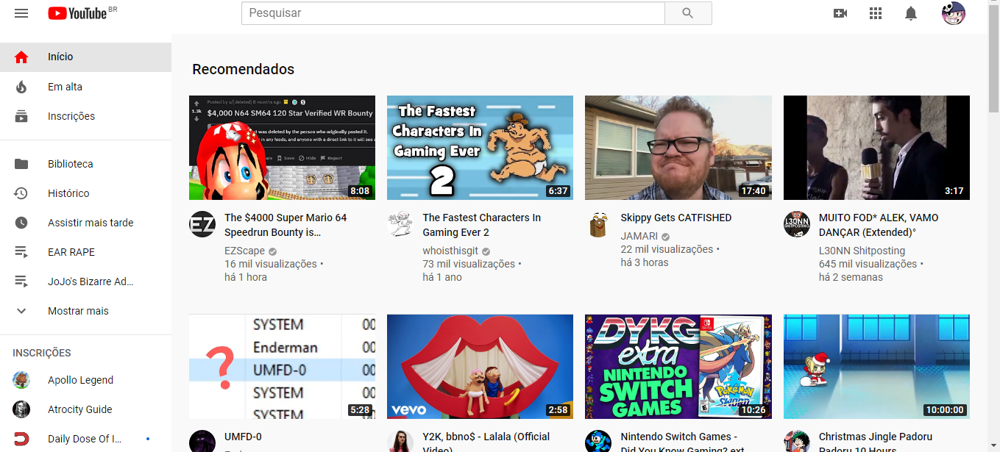 YouTube BR
Pesquisar
Início
Em alta
Inscrições
Biblioteca
Histórico
Assistir mais tarde
EAR RAPE
JoJo's Bizarre Ad...
Mostrar mais
INSCRIÇÕES
Apollo Legend
Atrocity Guide
Daily Dose Of I...
Recomendados
Posted by u/[deleted] 8 months ago
1.3k
$4,000 N64 SM64 120 Star Verified WR Bounty
t was deleted by the person who originally posted it.
in any feeds, and anyone with a direct link to it will see
are Save Hide Report
8:08
The $4000 Super Mario 64
Speedrun Bounty is...
EZ
EZScape
16 mil visualizações •
há 1 hora
The Fastest
Characters In
Gaming Ever
2
6:37
The Fastest Characters In
Gaming Ever 2
whoisthisgit
73 mil visualizações •
há 1 ano
17:40
Skippy Gets CATFISHED
JAMARI
22 mil visualizações •
há 3 horas
3:17
MUITO FOD* ALEK, VAMO
DANÇAR (Extended)°
L30NN
SHITPOSTING
L30NN Shitposting
645 mil visualizações •
há 2 semanas
?
SYSTEM 00
Enderman 00
UMFD-0 00
SYSTEM 00
SYSTEM
5:28
UMFD-0
vevo
2:58
Y2K, bbno$ - Lalala (Official
Video)
DYKG
extra
NINTENDO
SWITCH
GAMES
Pokémon
SWORD
10:26
Nintendo Switch Games -
Did You Know Gaming? ext
10:00:00
Christmas Jingle Padoru
Padoru 10 Hours